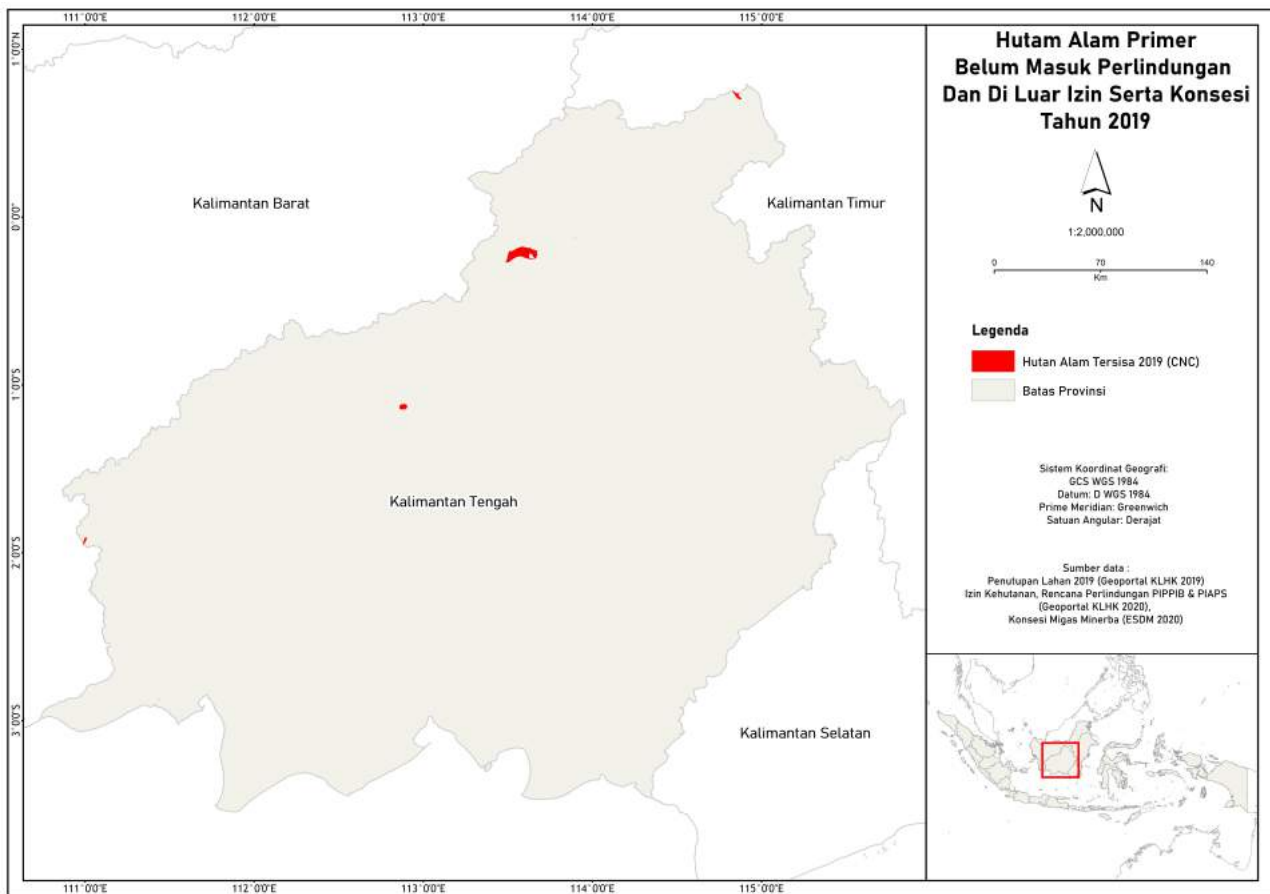 111°0'0"E
112°0'0"E
113°0'0"E
114°0'0"E
115°0'0"E
1°0'0"N
0°0'0"
1°0'0"S
2°0'0"S
3°0'0"S
Kalimantan Barat
Kalimantan Timur
Kalimantan Tengah
Kalimantan Selatan
111°0'0"E
112°0'0"E
113°0'0"E
114°0'0"E
115°0'0"E
Hutam Alam Primer
Belum Masuk Perlindungan
Dan Di Luar Izin Serta Konsesi
Tahun 2019
N
1:2,000,000
0 70 140
Km
Legenda
Hutan Alam Tersisa 2019 (CNC)
Batas Provinsi
Sistem Koordinat Geografi:
GCS WGS 1984
Datum: D WGS 1984
Prime Meridian: Greenwich
Satuan Angular: Derajat
Sumber data :
Penutupan Lahan 2019 (Geoportal KLHK 2019)
Izin Kehutanan, Rencana Perlindungan PIPPIB & PIAPS
(Geoportal KLHK 2020),
Konsesi Migas Minerba (ESDM 2020)